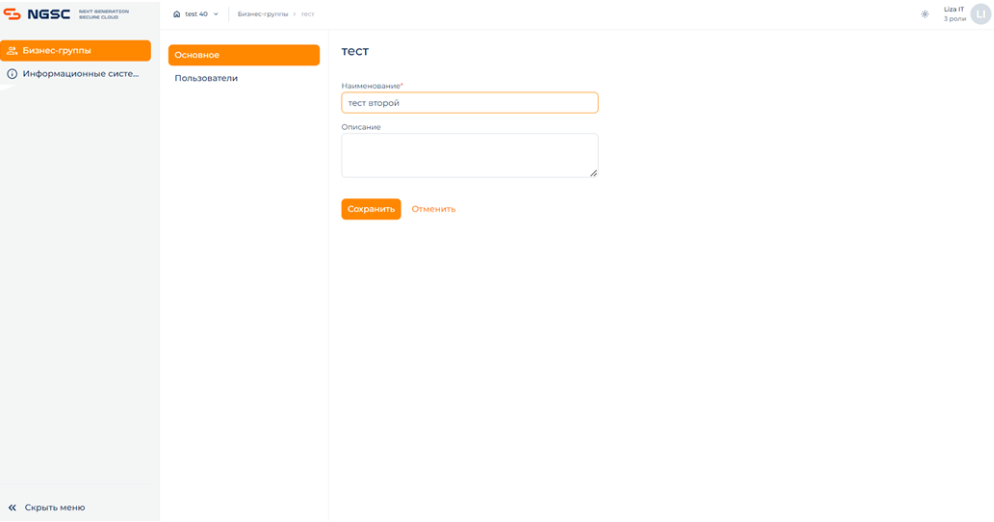 NGSC NEXT GENERATION
SECURE CLOUD
test 40
Бизнес-группы > тест
Liza IT
3 роли
LI
Бизнес-группы
Информационные систе...
Основное
Пользователи
тест
Наименование*
тест второй
Описание
Сохранить Отменить
Скрыть меню